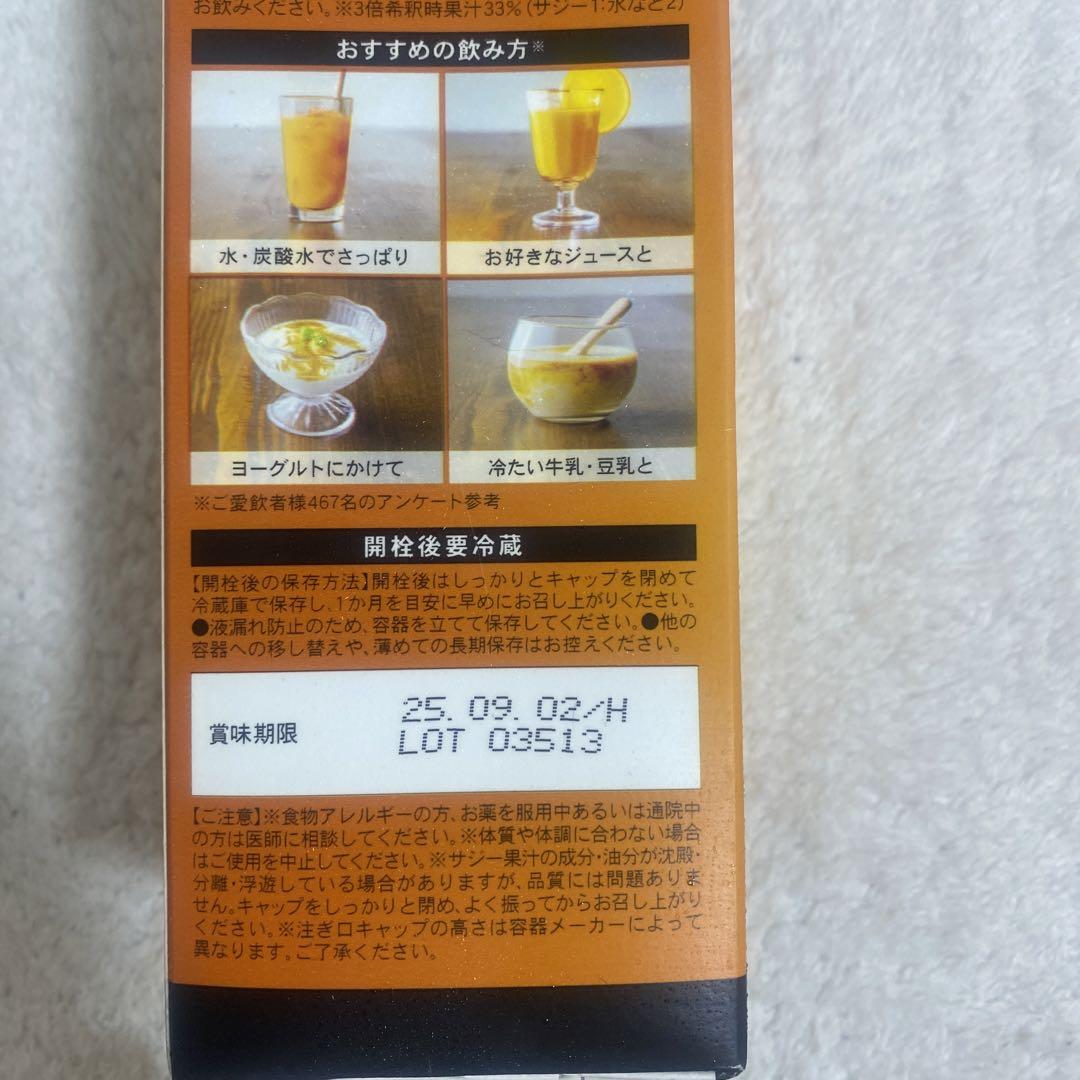 お飲みください。※3倍希釈時果汁33%(サジー1:水など2)
おすすめの飲み方※
水・炭酸水でさっぱり
お好きなジュースと
ヨーグルトにかけて
冷たい牛乳・豆乳と
※ご愛飲者様467名のアンケート参考
開栓後要冷蔵
【開栓後の保存方法】開栓後はしっかりとキャップを閉めて
冷蔵庫で保存し、1か月を目安に早めにお召し上がりください。
●液漏れ防止のため、容器を立てて保存してください。●他の
容器への移し替えや、薄めての長期保存はお控えください。
賞味期限
25. 09. 02/H
LOT 03513
【ご注意】※食物アレルギーの方、お薬を服用中あるいは通院中
の方は医師に相談してください。※体質や体調に合わない場合
はご使用を中止してください。※サジー果汁の成分・油分が沈殿・
分離・浮遊している場合がありますが、品質には問題ありま
せん。キャップをしっかりと閉め、よく振ってからお召し上がり
ください。※注ぎ口キャップの高さは容器メーカーによって
異なります。ご了承ください。